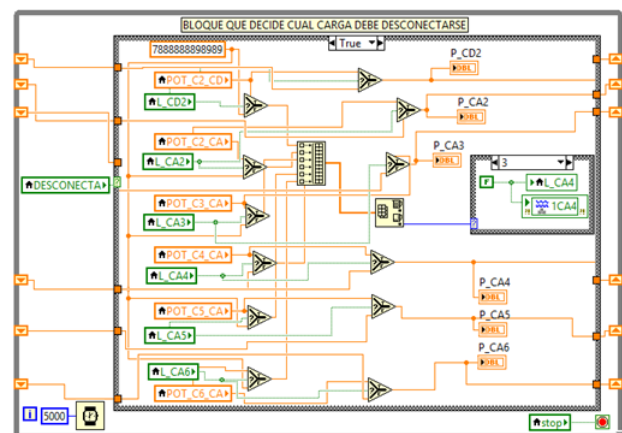 BLOQUE QUE DECIDE CUAL CARGA DEBE DESCONECTARSE
True
7888888898989
P_CD2
DBL
POT_C2_CD
L_CD2
P_CA2
DBL
POT_C2_CA
L_CA2
P_CA3
DBL
3
DESCONECTA
F
L_CA4
1CA4
POT_C3_CA
L_CA3
POT_C4_CA
L_CA4
P_CA4
DBL
POT_C5_CA
L_CA5
P_CA5
DBL
P_CA6
DBL
L_CA6
POT_C6_CA
i
5000
stop